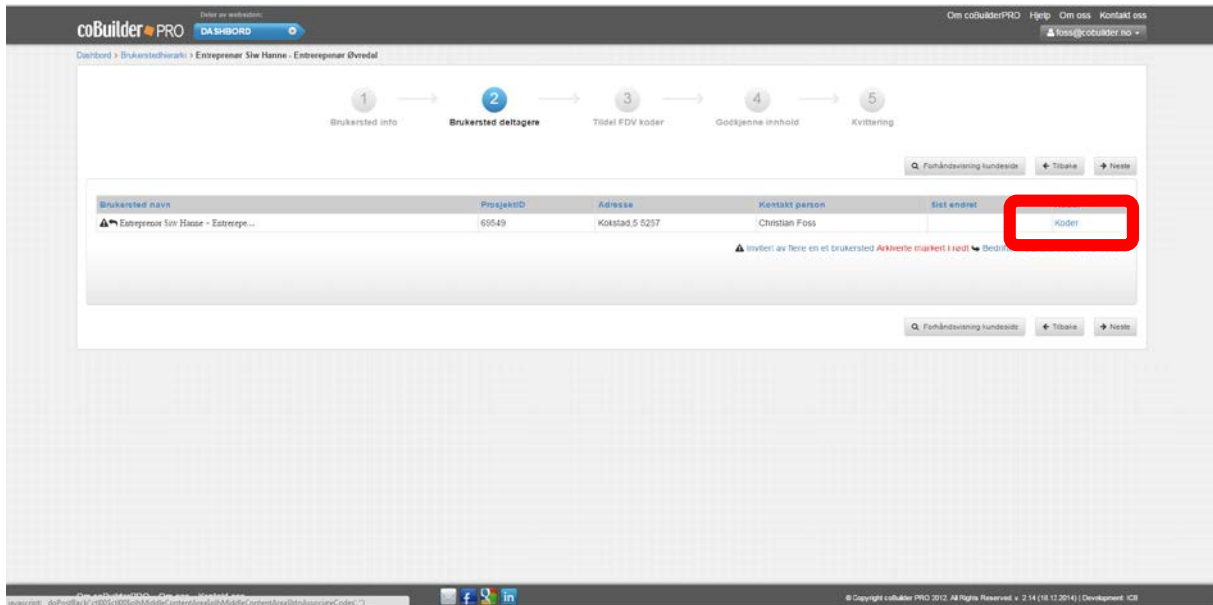 Deler av websiden:
coBuilder PRO DASHBORD
Om coBuilderPRO Hjelp Om oss Kontakt oss
foss@cobuilder.no
Dashbord > Brukerstedhierarki > Entreprenør Siw Hanne - Entrerepenør Øvredal
1 2 3 4 5
Brukersted info Brukersted deltagere Tildel FDV koder Godkjenne innhold Kvittering
Forhåndsvisning kundeside Tilbake Neste
Brukersted navn ProsjektID Adresse Kontakt person Sist endret
Entreprenør Siw Hanne - Entrerepe... 69549 Kokstad,5 5257 Christian Foss Koder
Invitert av flere en et brukersted Arkiverte markert i rødt
Forhåndsvisning kundeside Tilbake Neste
© Copyright coBuilder PRO 2012. All Rights Reserved. v. 2.14 (18.12.2014) | Development: ICB